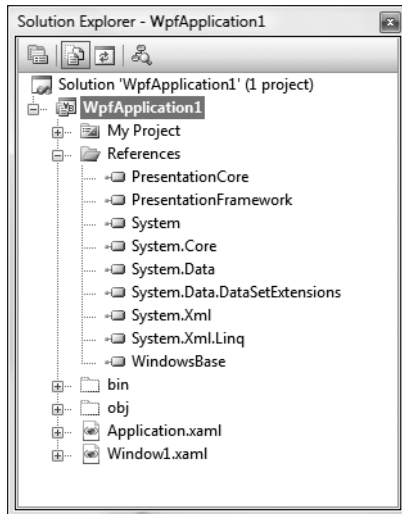 Solution Explorer - WpfApplication1
Solution 'WpfApplication1' (1 project)
WpfApplication1
My Project
References
PresentationCore
PresentationFramework
System
System.Core
System.Data
System.Data.DataSetExtensions
System.Xml
System.Xml.Linq
WindowsBase
bin
obj
Application.xaml
Window1.xaml